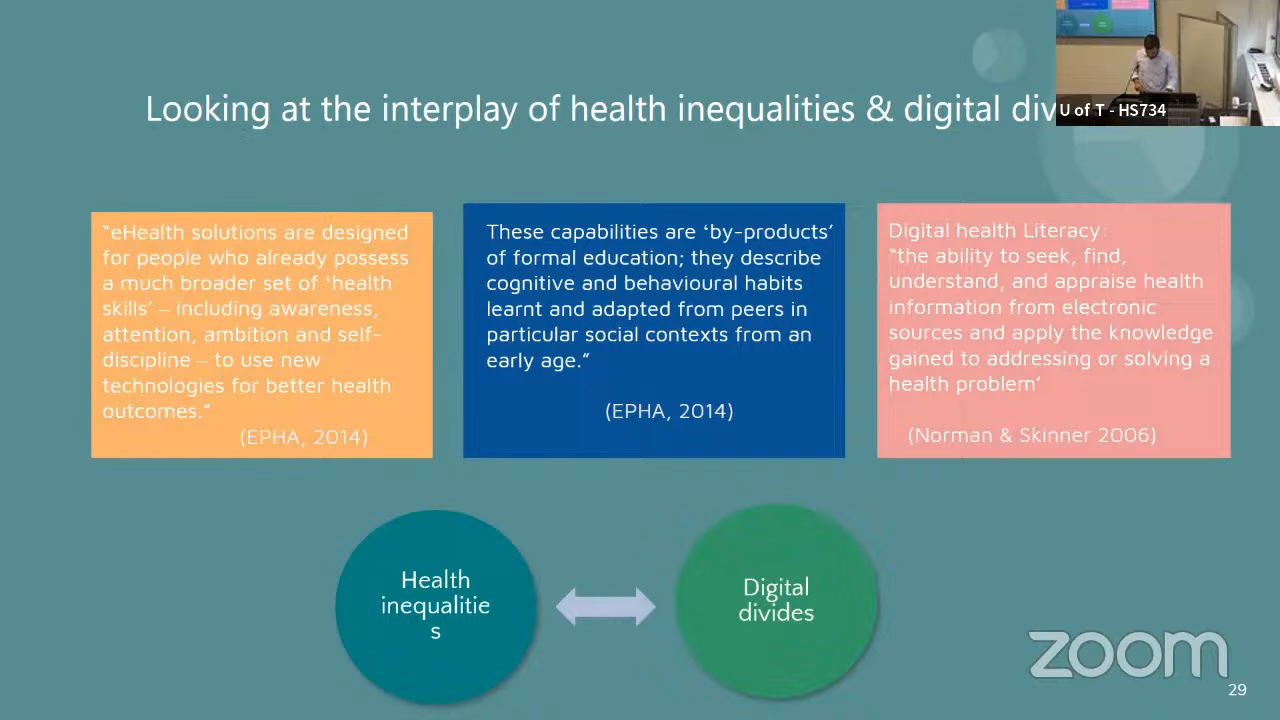 Looking at the interplay of health inequalities & digital div
U of T - HS734
“eHealth solutions are designed
for people who already possess
a much broader set of ‘health
skills’ – including awareness,
attention, ambition and self-
discipline – to use new
technologies for better health
outcomes.”
(EPHA, 2014)
These capabilities are ‘by-products’
of formal education; they describe
cognitive and behavioural habits
learnt and adapted from peers in
particular social contexts from an
early age.”
(EPHA, 2014)
Digital health Literacy:
“the ability to seek, find,
understand, and appraise health
information from electronic
sources and apply the knowledge
gained to addressing or solving a
health problem’
(Norman & Skinner 2006)
Health
inequalitie
s
Digital
divides
zoom
29